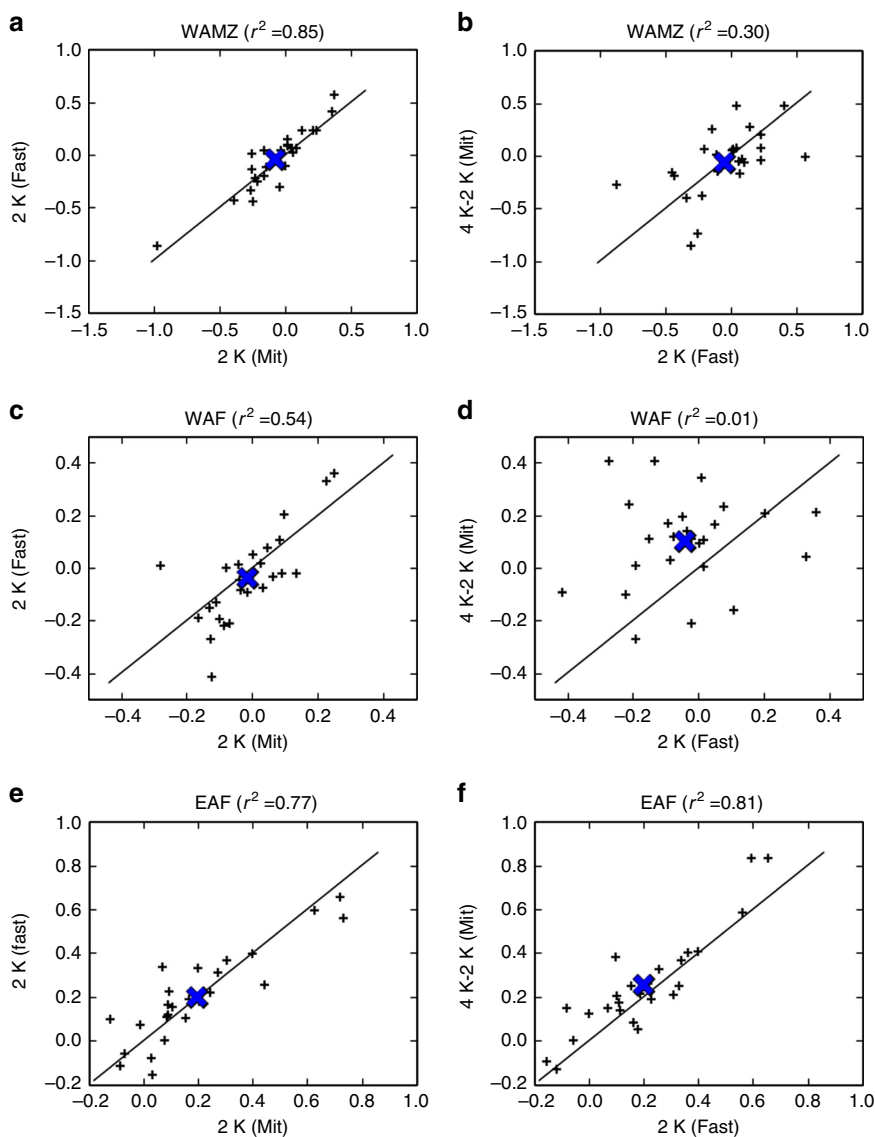 a
WAMZ (r² =0.85)
1.0
0.5
0.0
−0.5
−1.0
−1.5
2 K (Fast)
−1.5 −1.0 −0.5 0.0 0.5 1.0
2 K (Mit)
b
WAMZ (r² =0.30)
1.0
0.5
0.0
−0.5
−1.0
−1.5
4 K-2 K (Mit)
−1.5 −1.0 −0.5 0.0 0.5 1.0
2 K (Fast)
c
WAF (r² =0.54)
0.4
0.2
0.0
−0.2
−0.4
2 K (Fast)
−0.4 −0.2 0.0 0.2 0.4
2 K (Mit)
d
WAF (r² =0.01)
0.4
0.2
0.0
−0.2
−0.4
4 K-2 K (Mit)
−0.4 −0.2 0.0 0.2 0.4
2 K (Fast)
e
EAF (r² =0.77)
1.0
0.8
0.6
0.4
0.2
0.0
−0.2
2 K (fast)
−0.2 0.0 0.2 0.4 0.6 0.8 1.0
2 K (Mit)
f
EAF (r² =0.81)
1.0
0.8
0.6
0.4
0.2
0.0
−0.2
4 K-2 K (Mit)
−0.2 0.0 0.2 0.4 0.6 0.8 1.0
2 K (Fast)